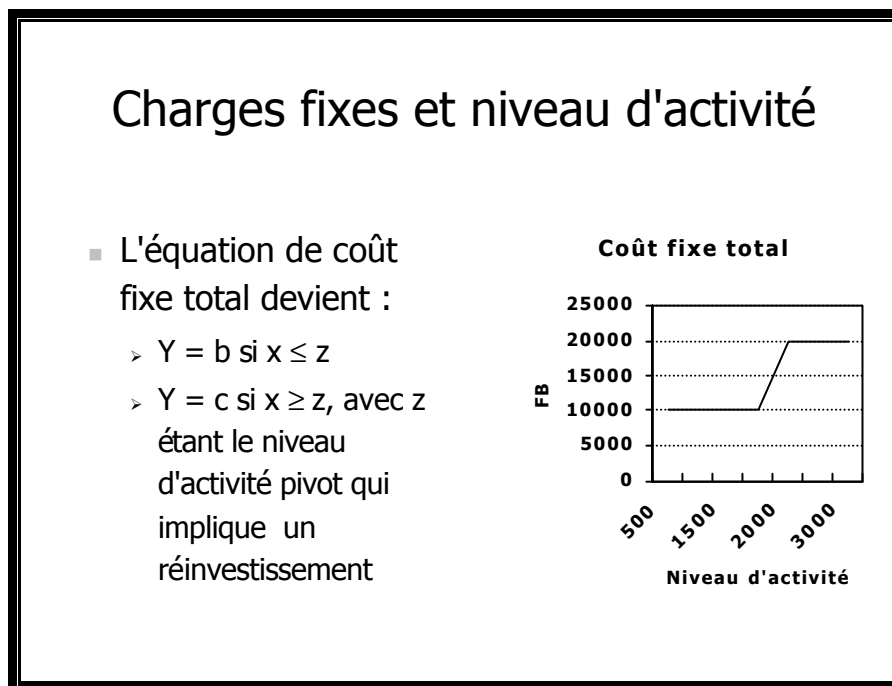 Charges fixes et niveau d'activité
L'équation de coût
fixe total devient :
Y = b si x ≤ z
Y = c si x ≥ z, avec z
étant le niveau
d'activité pivot qui
implique un
réinvestissement
Coût fixe total
25000
20000
15000
10000
5000
0
FB
500
1500
2000
3000
Niveau d'activité